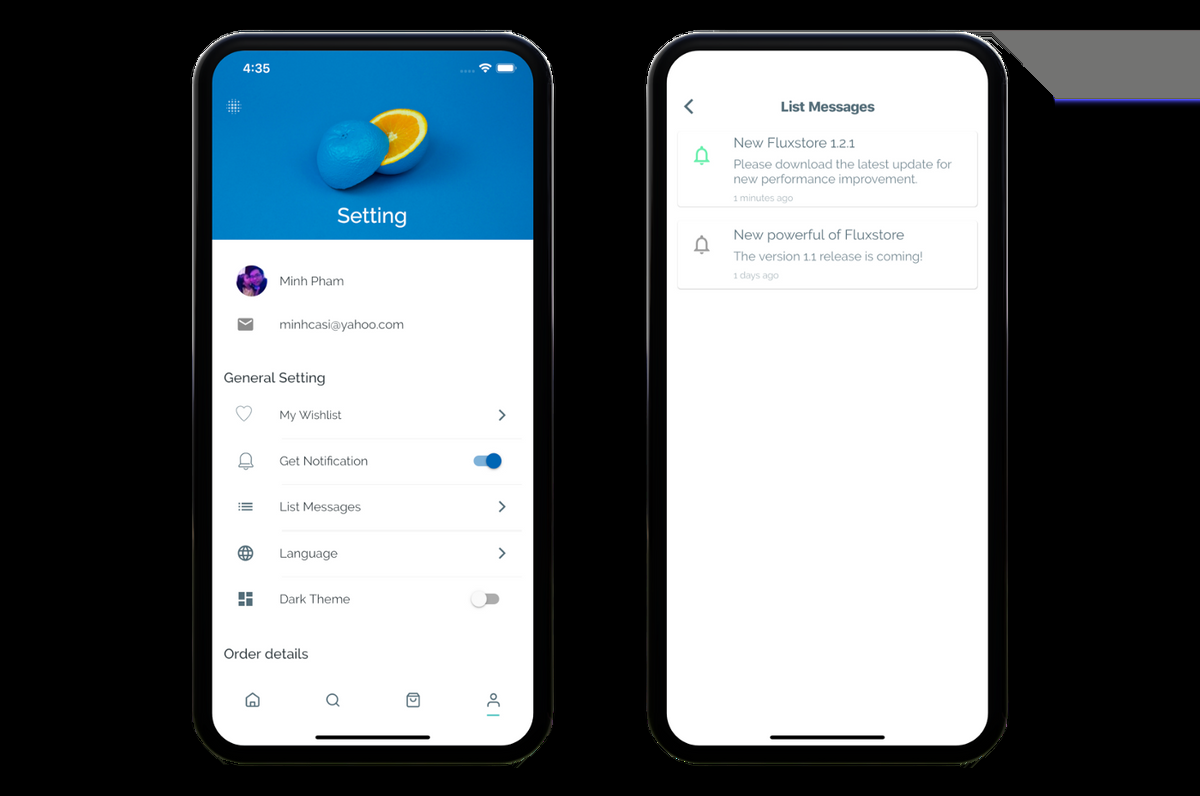 4:35
Setting
Minh Pham
minhcasi@yahoo.com
General Setting
My Wishlist
Get Notification
List Messages
Language
Dark Theme
Order details
List Messages
New Fluxstore 1.2.1
Please download the latest update for
new performance improvement.
1 minutes ago
New powerful of Fluxstore
The version 1.1 release is coming!
1 days ago